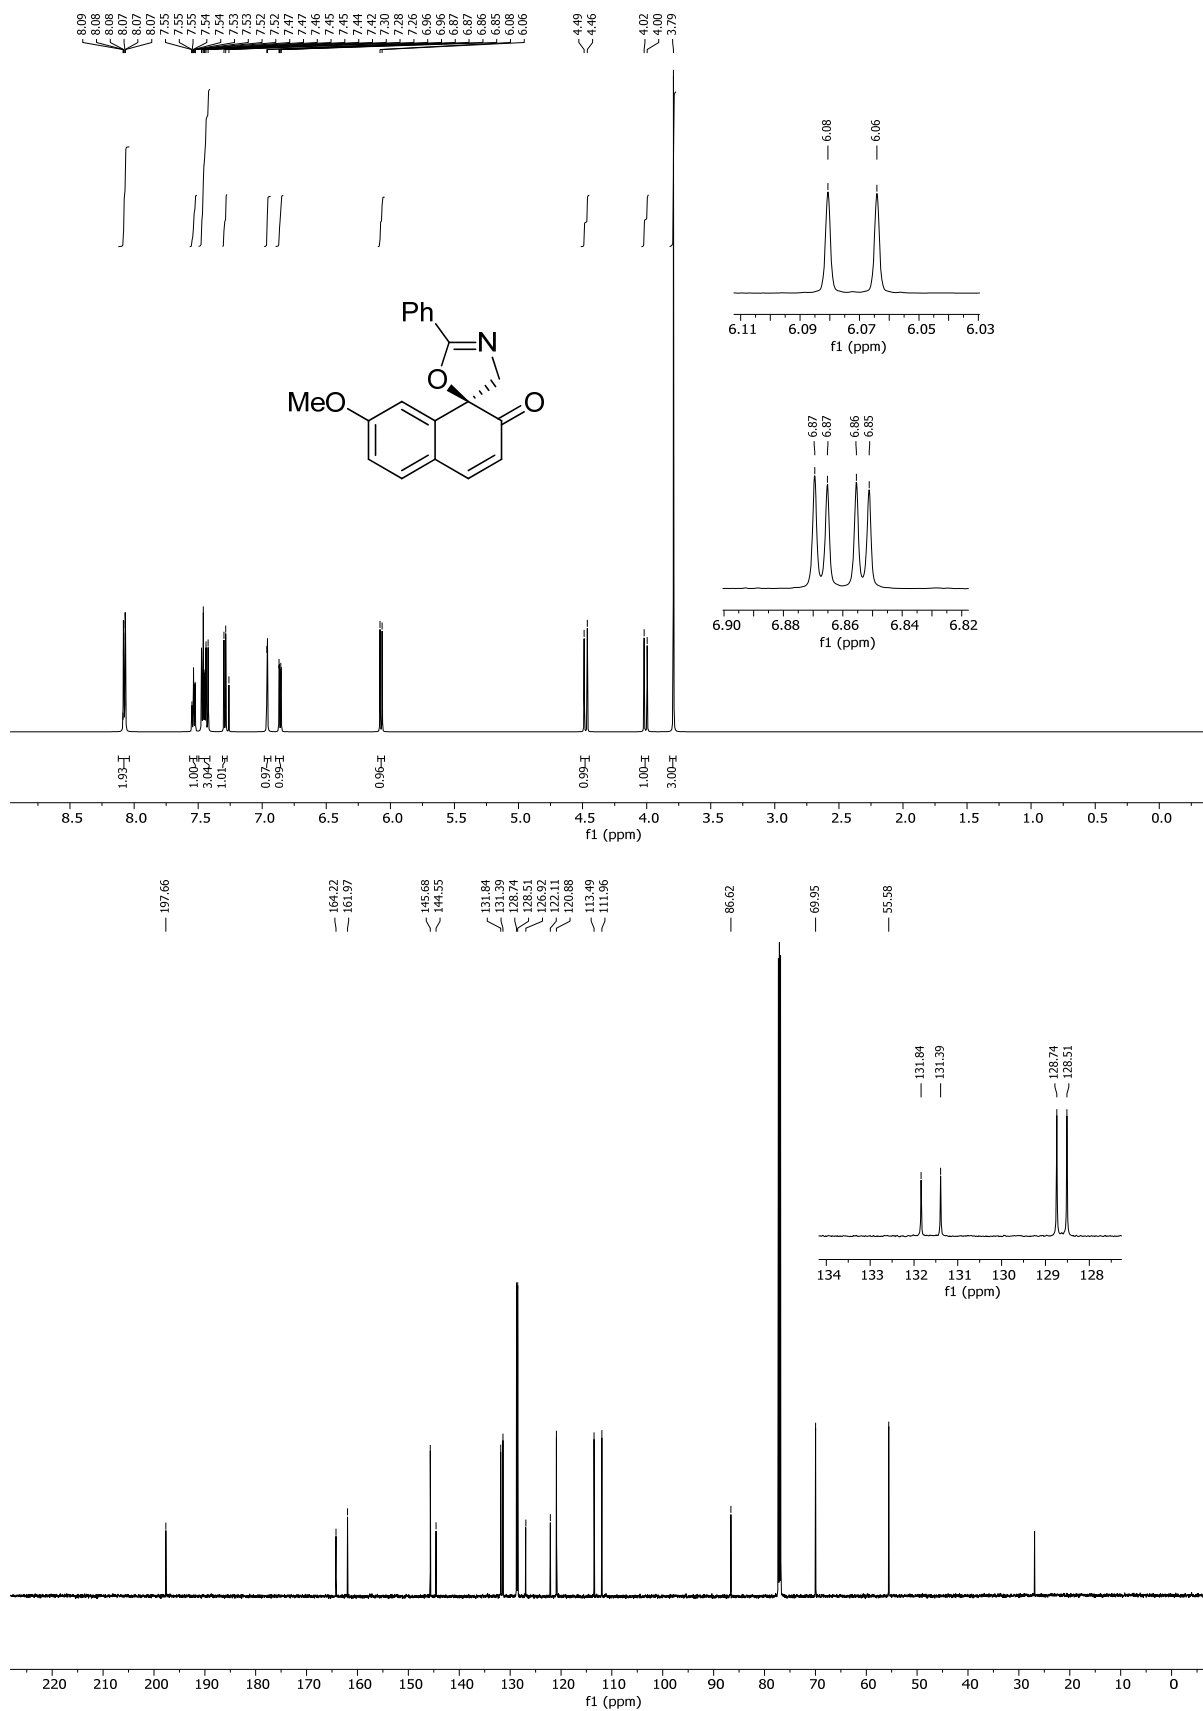 8.09 8.08 8.08 8.07 8.07 8.07 7.55 7.55 7.55 7.54 7.54 7.53 7.53 7.52 7.52 7.47 7.47 7.46 7.45 7.45 7.44 7.42 7.30 7.28 7.26 6.96 6.96 6.87 6.87 6.86 6.85 6.08 6.06 4.49 4.46 4.02 4.00 3.79
6.08 6.06
6.11 6.09 6.07 6.05 6.03
f1 (ppm)
Ph
N
O
MeO
O
6.87 6.87 6.86 6.85
6.90 6.88 6.86 6.84 6.82
f1 (ppm)
1.93 1.00 3.04 1.01 0.97 0.99 0.96 0.99 1.00 3.00
8.5 8.0 7.5 7.0 6.5 6.0 5.5 5.0 4.5 4.0 3.5 3.0 2.5 2.0 1.5 1.0 0.5 0.0
f1 (ppm)
197.66 164.22 161.97 145.68 144.55 131.84 131.39 128.74 128.51 126.92 122.11 120.88 113.49 111.96 86.62 69.95 55.58
131.84 131.39 128.74 128.51
134 133 132 131 130 129 128
f1 (ppm)
220 210 200 190 180 170 160 150 140 130 120 110 100 90 80 70 60 50 40 30 20 10 0
f1 (ppm)